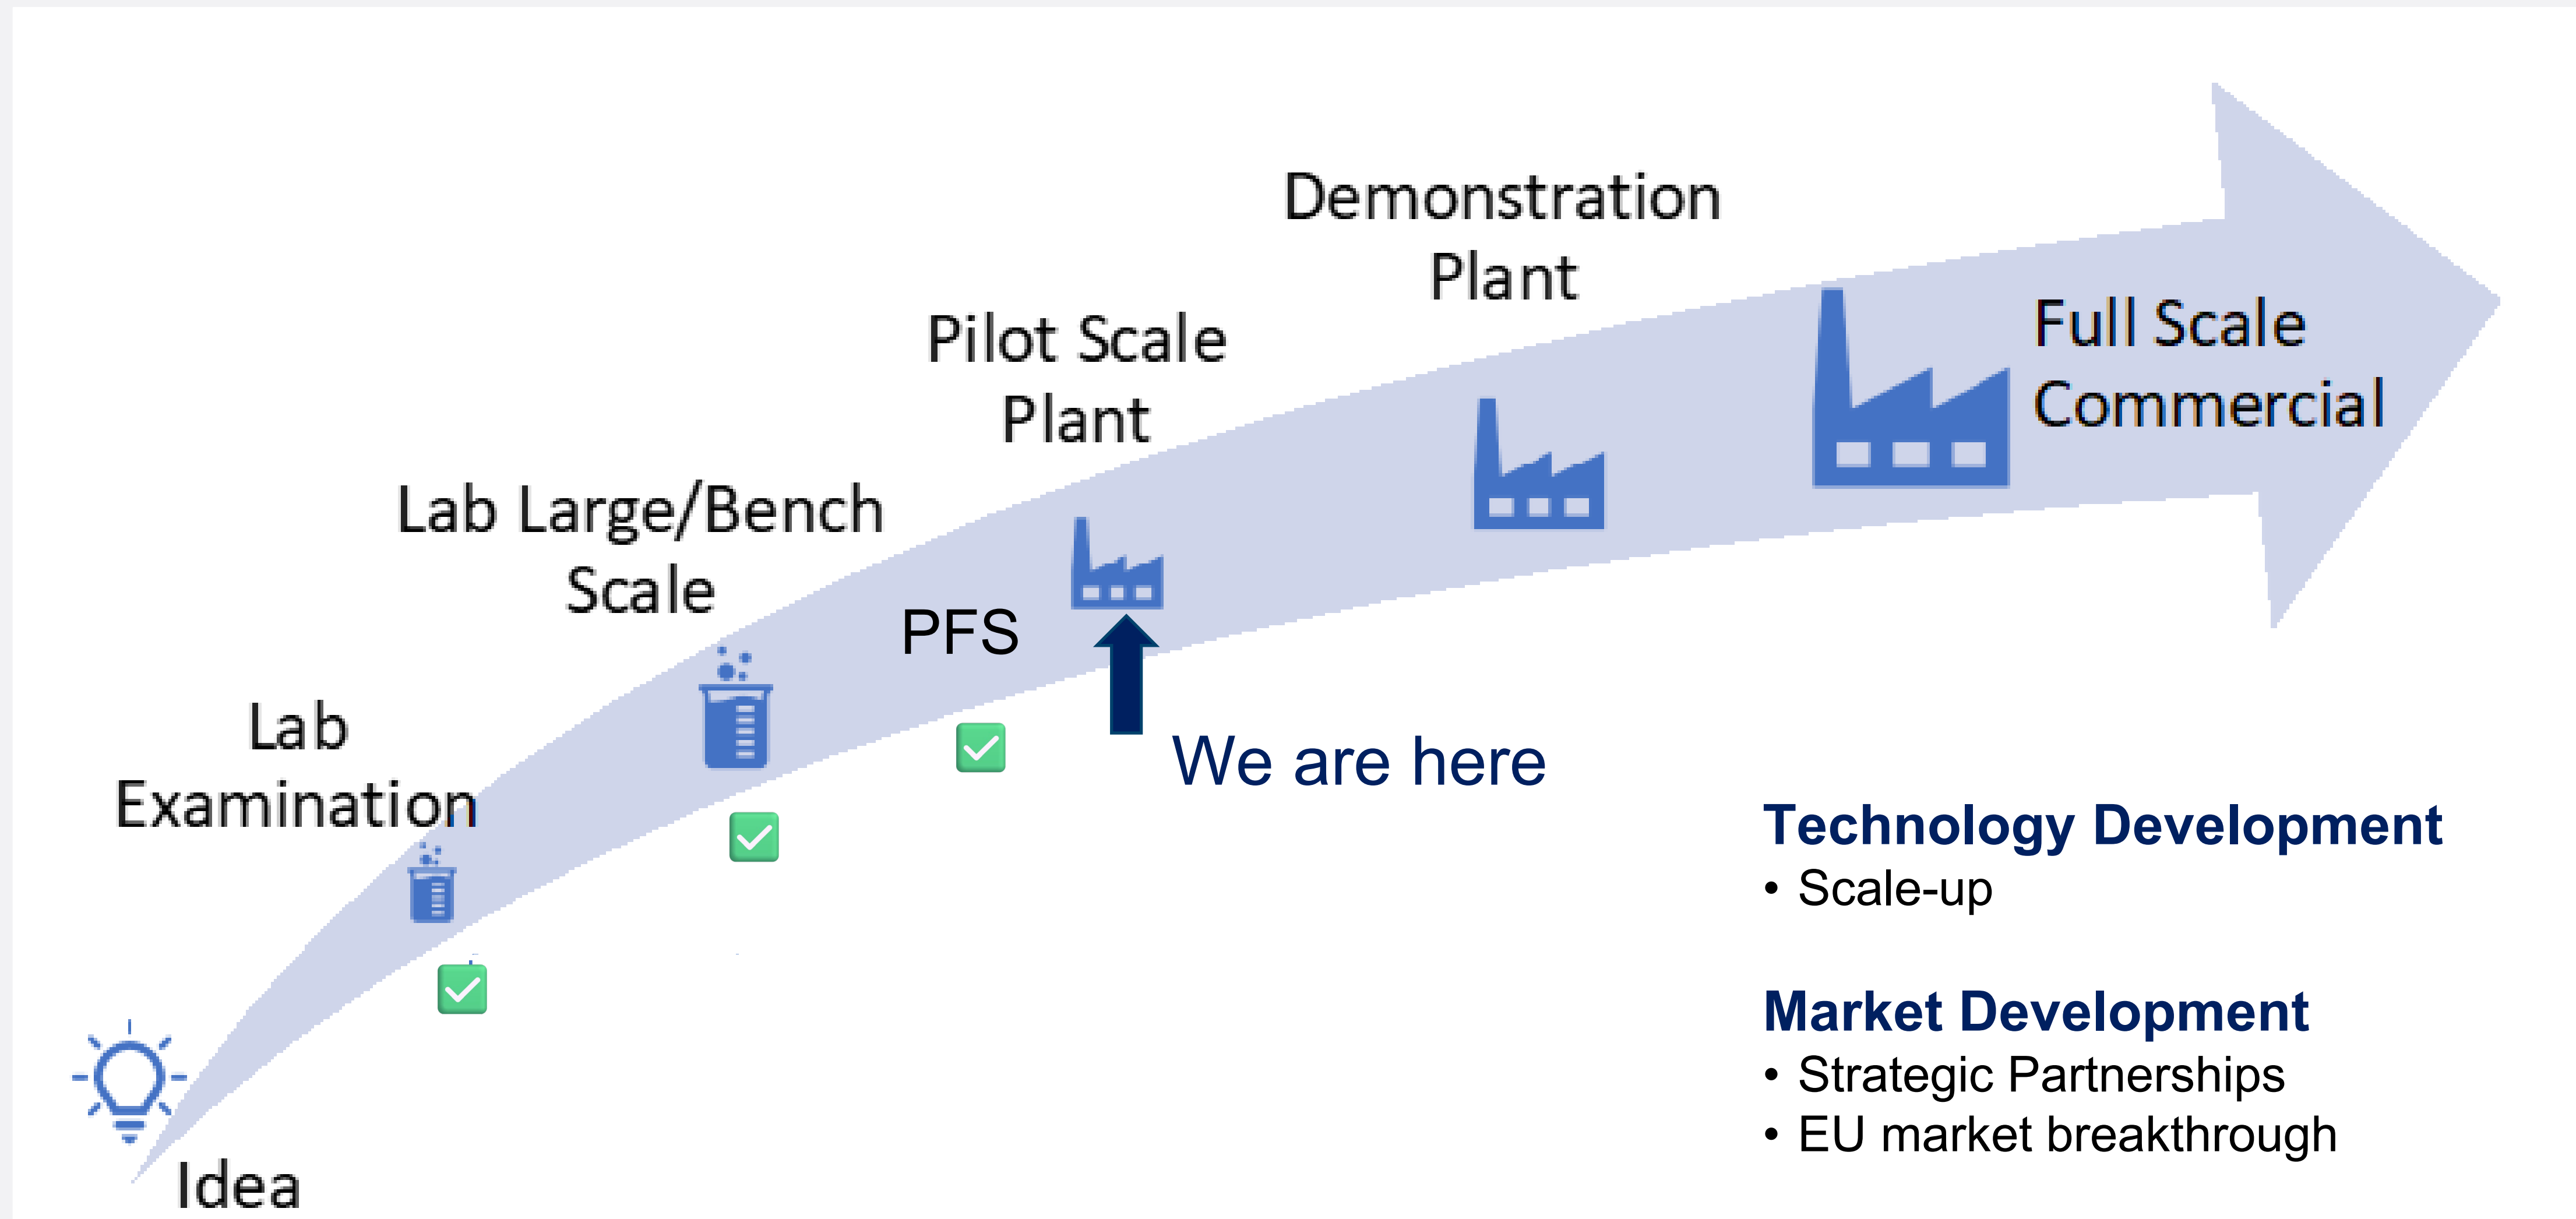 Idea
Lab
Examination
Lab Large/Bench
Scale
PFS
Pilot Scale
Plant
We are here
Demonstration
Plant
Full Scale
Commercial
Technology Development
• Scale-up
Market Development
• Strategic Partnerships
• EU market breakthrough